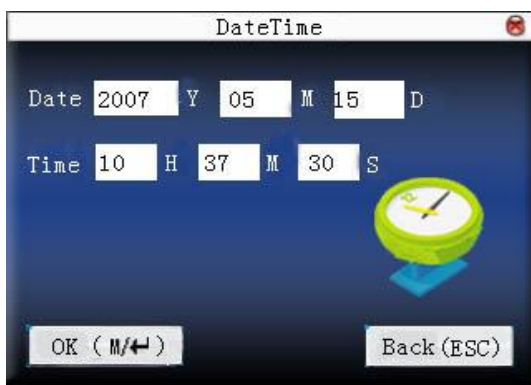 DateTime
Date 2007 Y 05 M 15 D
Time 10 H 37 M 30 S
OK (M/↵) Back(ESC)